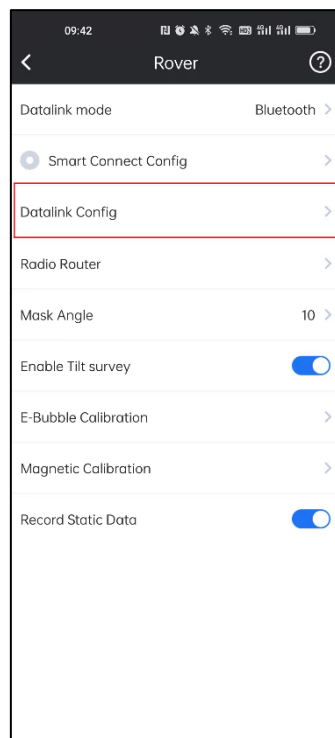 09:42
Rover
Datalink mode Bluetooth
Smart Connect Config
Datalink Config
Radio Router
Mask Angle 10
Enable Tilt survey
E-Bubble Calibration
Magnetic Calibration
Record Static Data